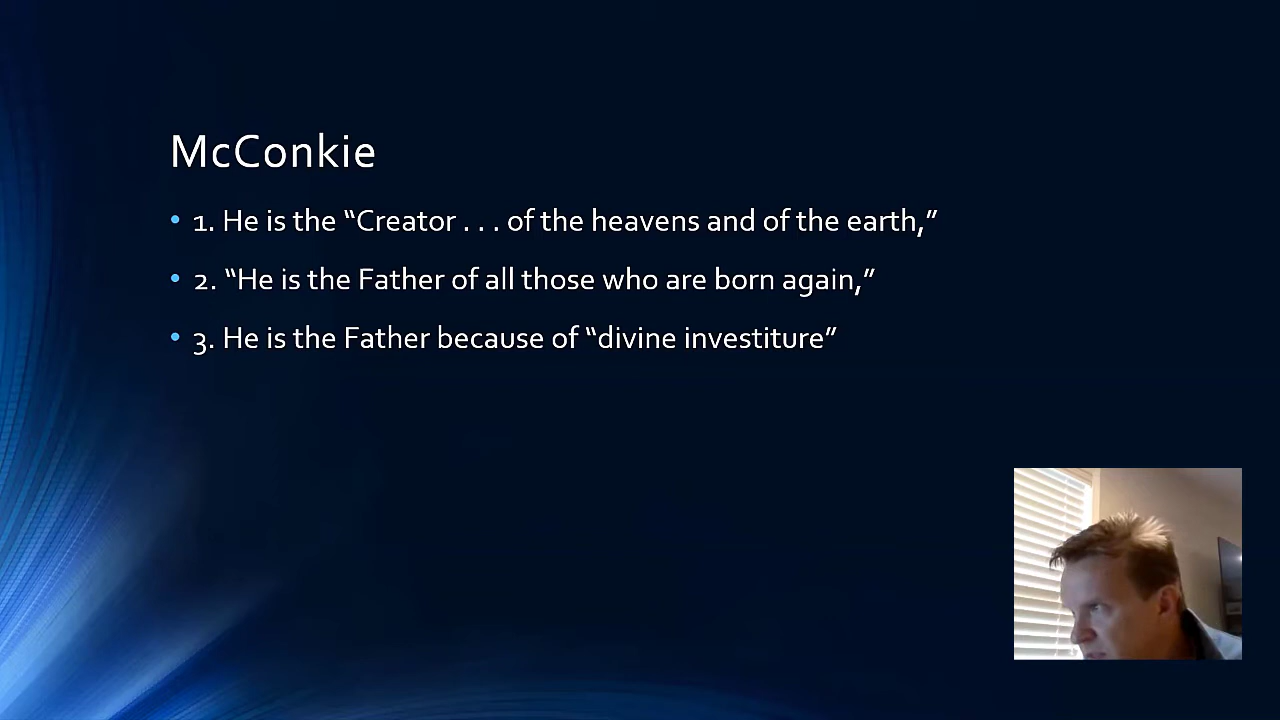 McConkie
• 1. He is the “Creator . . . of the heavens and of the earth,”
• 2. “He is the Father of all those who are born again,”
• 3. He is the Father because of “divine investiture”